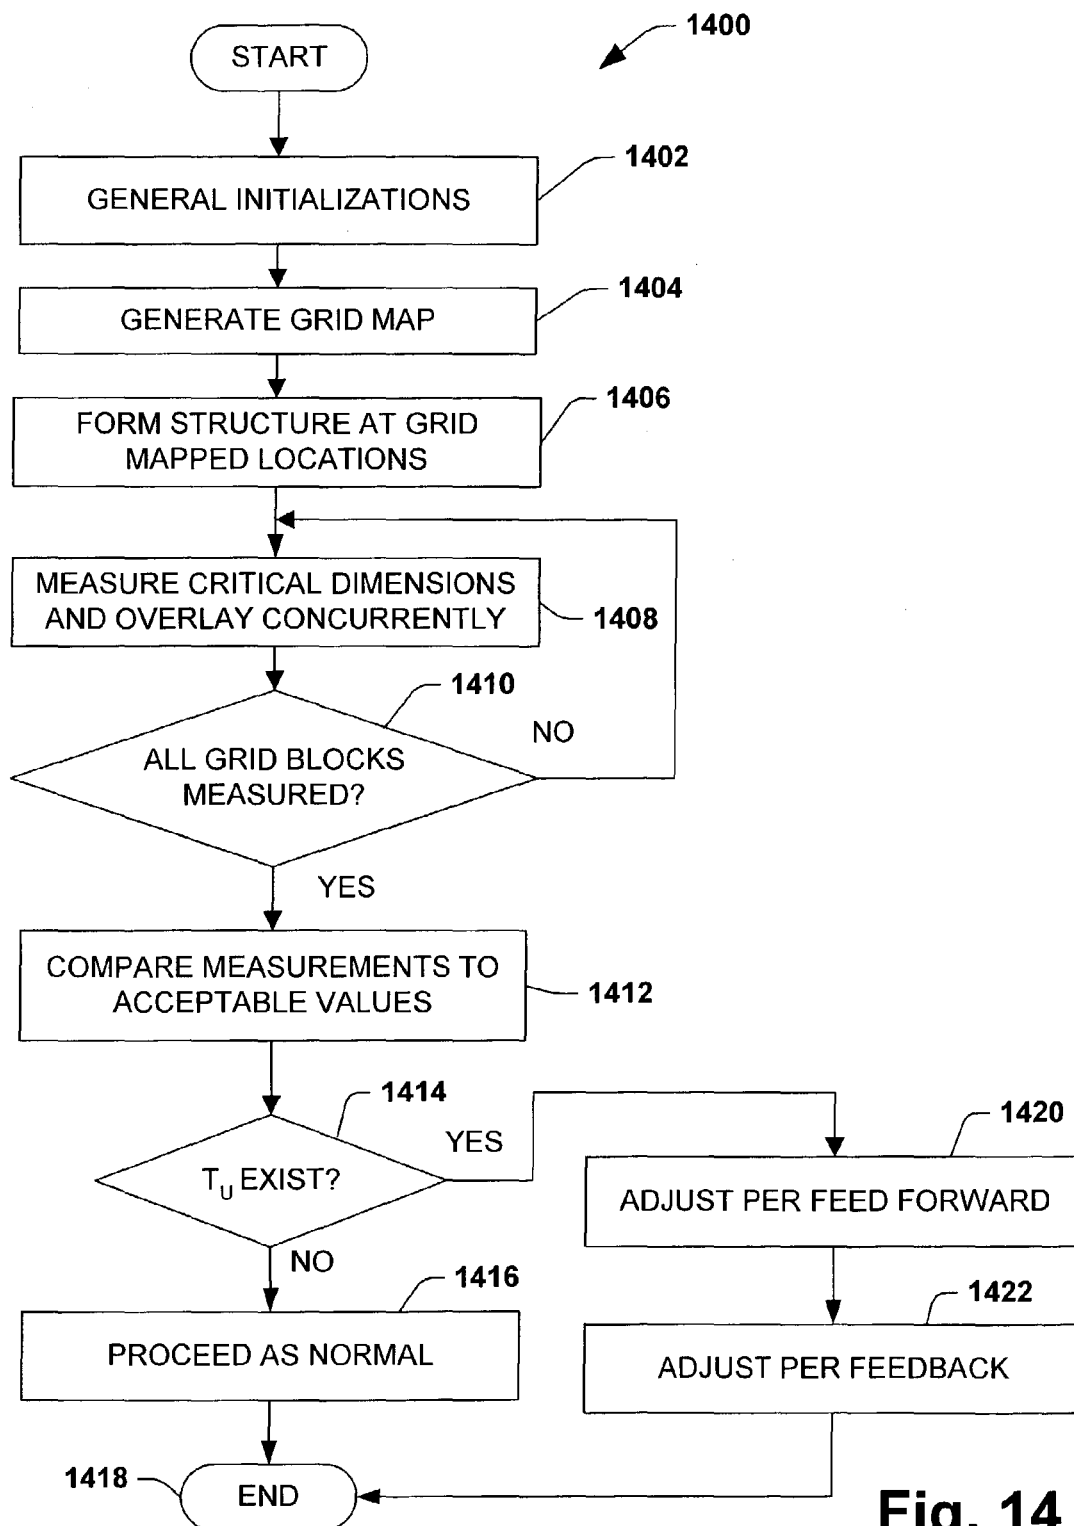 1400
START
1402
GENERAL INITIALIZATIONS
1404
GENERATE GRID MAP
1406
FORM STRUCTURE AT GRID
MAPPED LOCATIONS
MEASURE CRITICAL DIMENSIONS
AND OVERLAY CONCURRENTLY
1408
1410
NO
ALL GRID BLOCKS
MEASURED?
YES
COMPARE MEASUREMENTS TO
ACCEPTABLE VALUES
1412
1414
YES
TU EXIST?
NO
1420
ADJUST PER FEED FORWARD
1416
PROCEED AS NORMAL
1422
ADJUST PER FEEDBACK
1418
END
Fig. 14